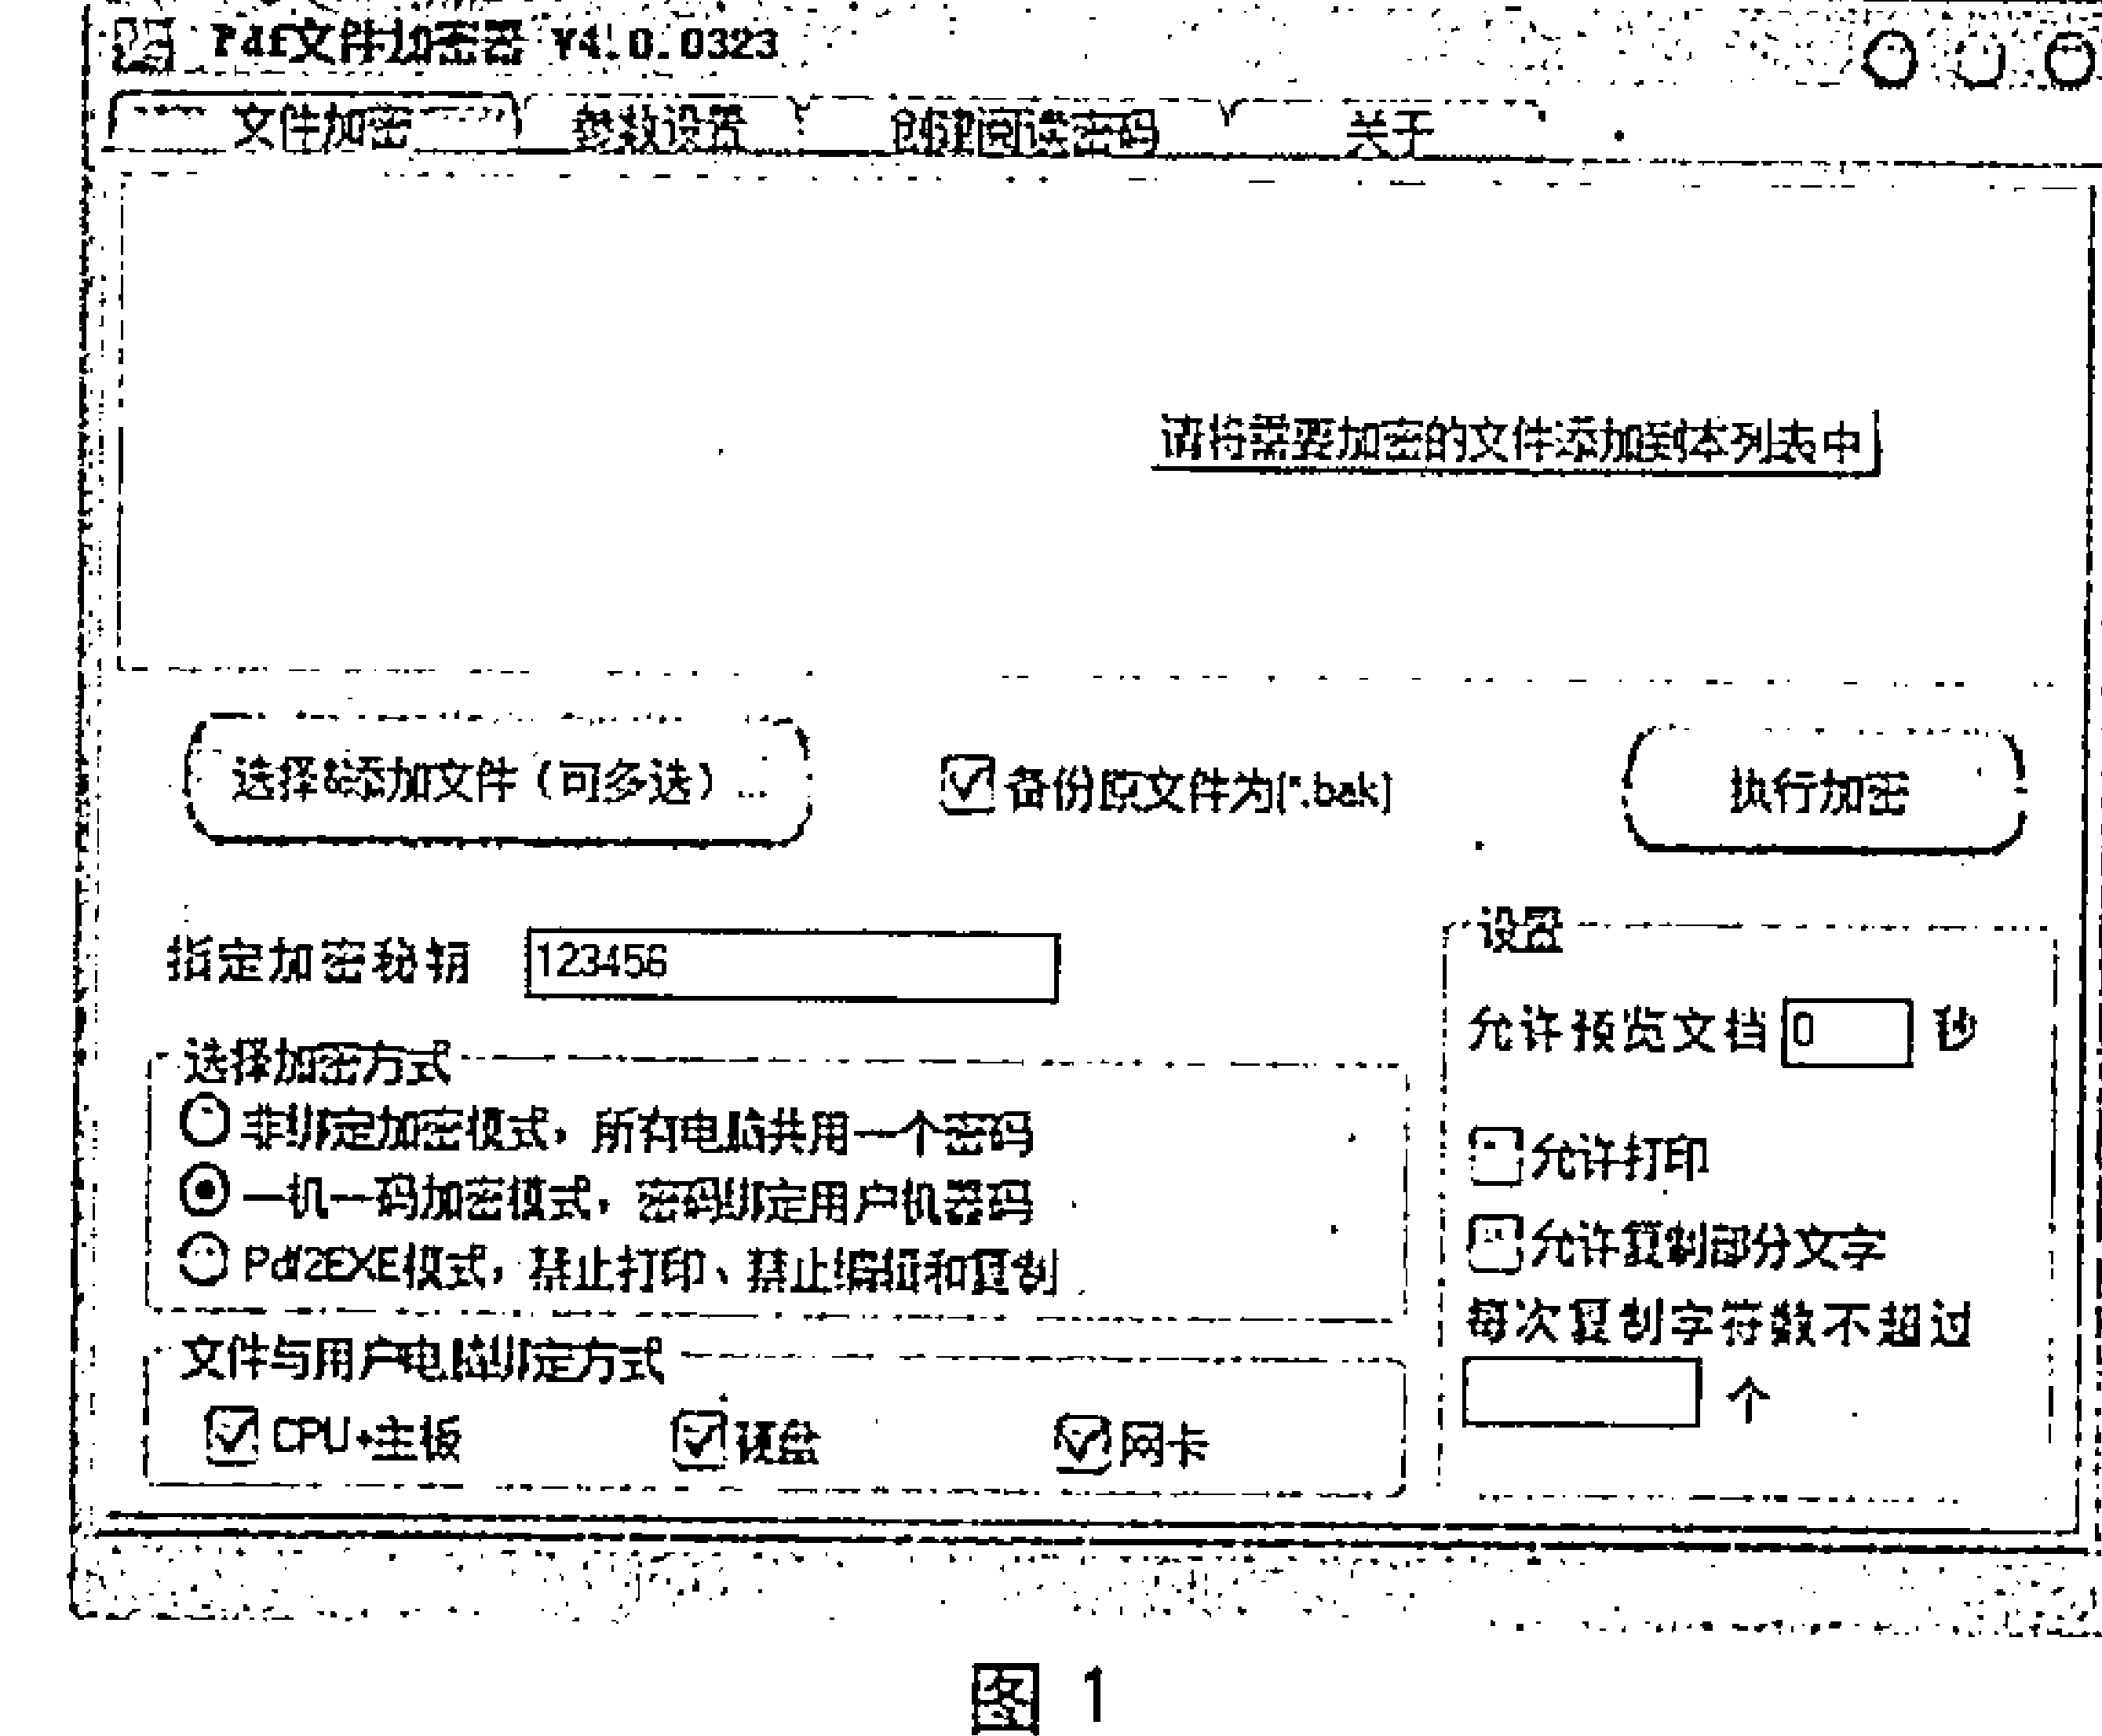 Pdf文件加密器 V4.0.0323
文件加密 参数设置 创建阅读密码 关于
请将需要加密的文件添加到本列表中
选择&添加文件（可多选）...
备份原文件为(*.bak)
执行加密
指定加密秘钥 123456
选择加密方式
非绑定加密模式，所有电脑共用一个密码
一机一码加密模式，密码绑定用户机器码
Pdf2EXE模式，禁止打印、禁止编辑和复制
文件与用户电脑绑定方式
CPU+主板 硬盘 网卡
设置
允许预览文档 0 秒
允许打印
允许复制部分文字
每次复制字符数不超过
个
图 1